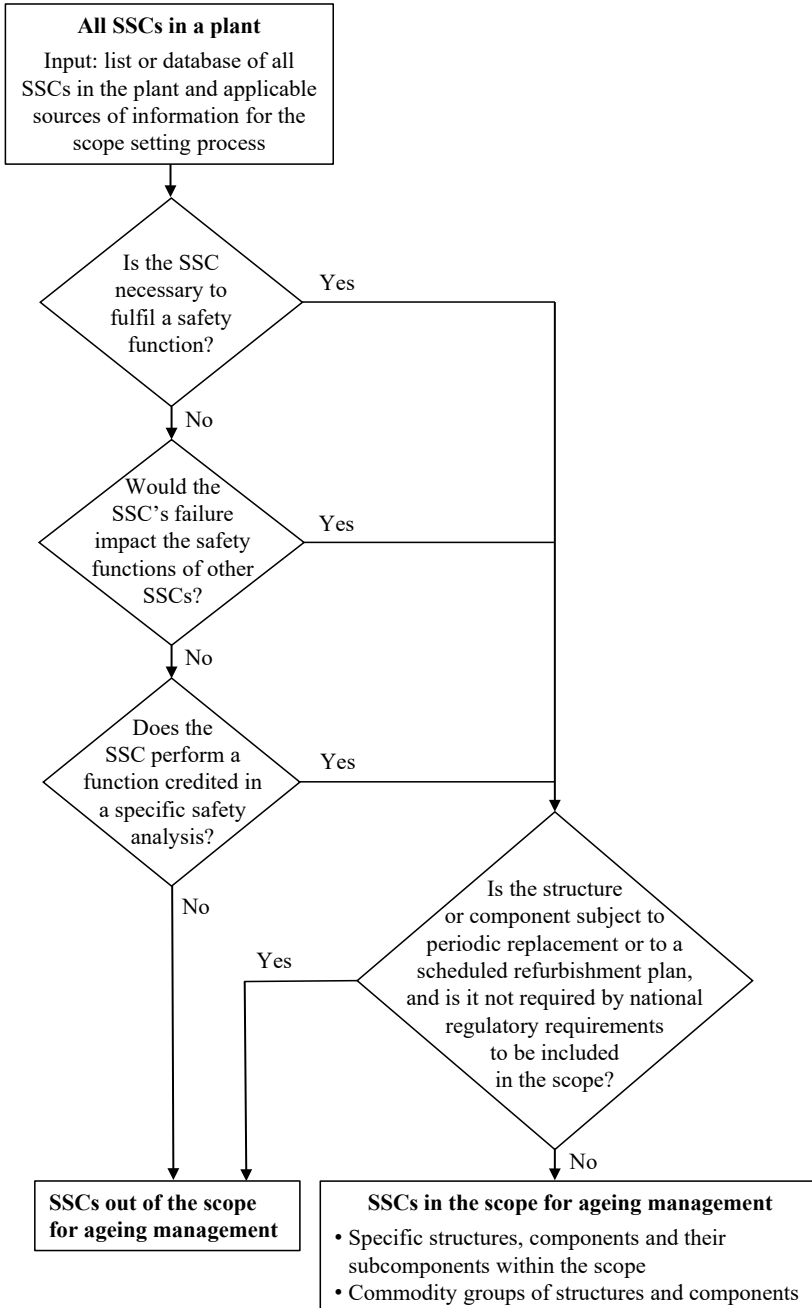 All SSCs in a plant
Input: list or database of all
SSCs in the plant and applicable
sources of information for the
scope setting process
Is the SSC
necessary to
fulfil a safety
function?
Yes
No
Would the
SSC’s failure
impact the safety
functions of other
SSCs?
Yes
No
Does the
SSC perform a
function credited in
a specific safety
analysis?
Yes
No
Is the structure
or component subject to
periodic replacement or to a
scheduled refurbishment plan,
and is it not required by national
regulatory requirements
to be included
in the scope?
Yes
No
SSCs out of the scope
for ageing management
SSCs in the scope for ageing management
• Specific structures, components and their
subcomponents within the scope
• Commodity groups of structures and components